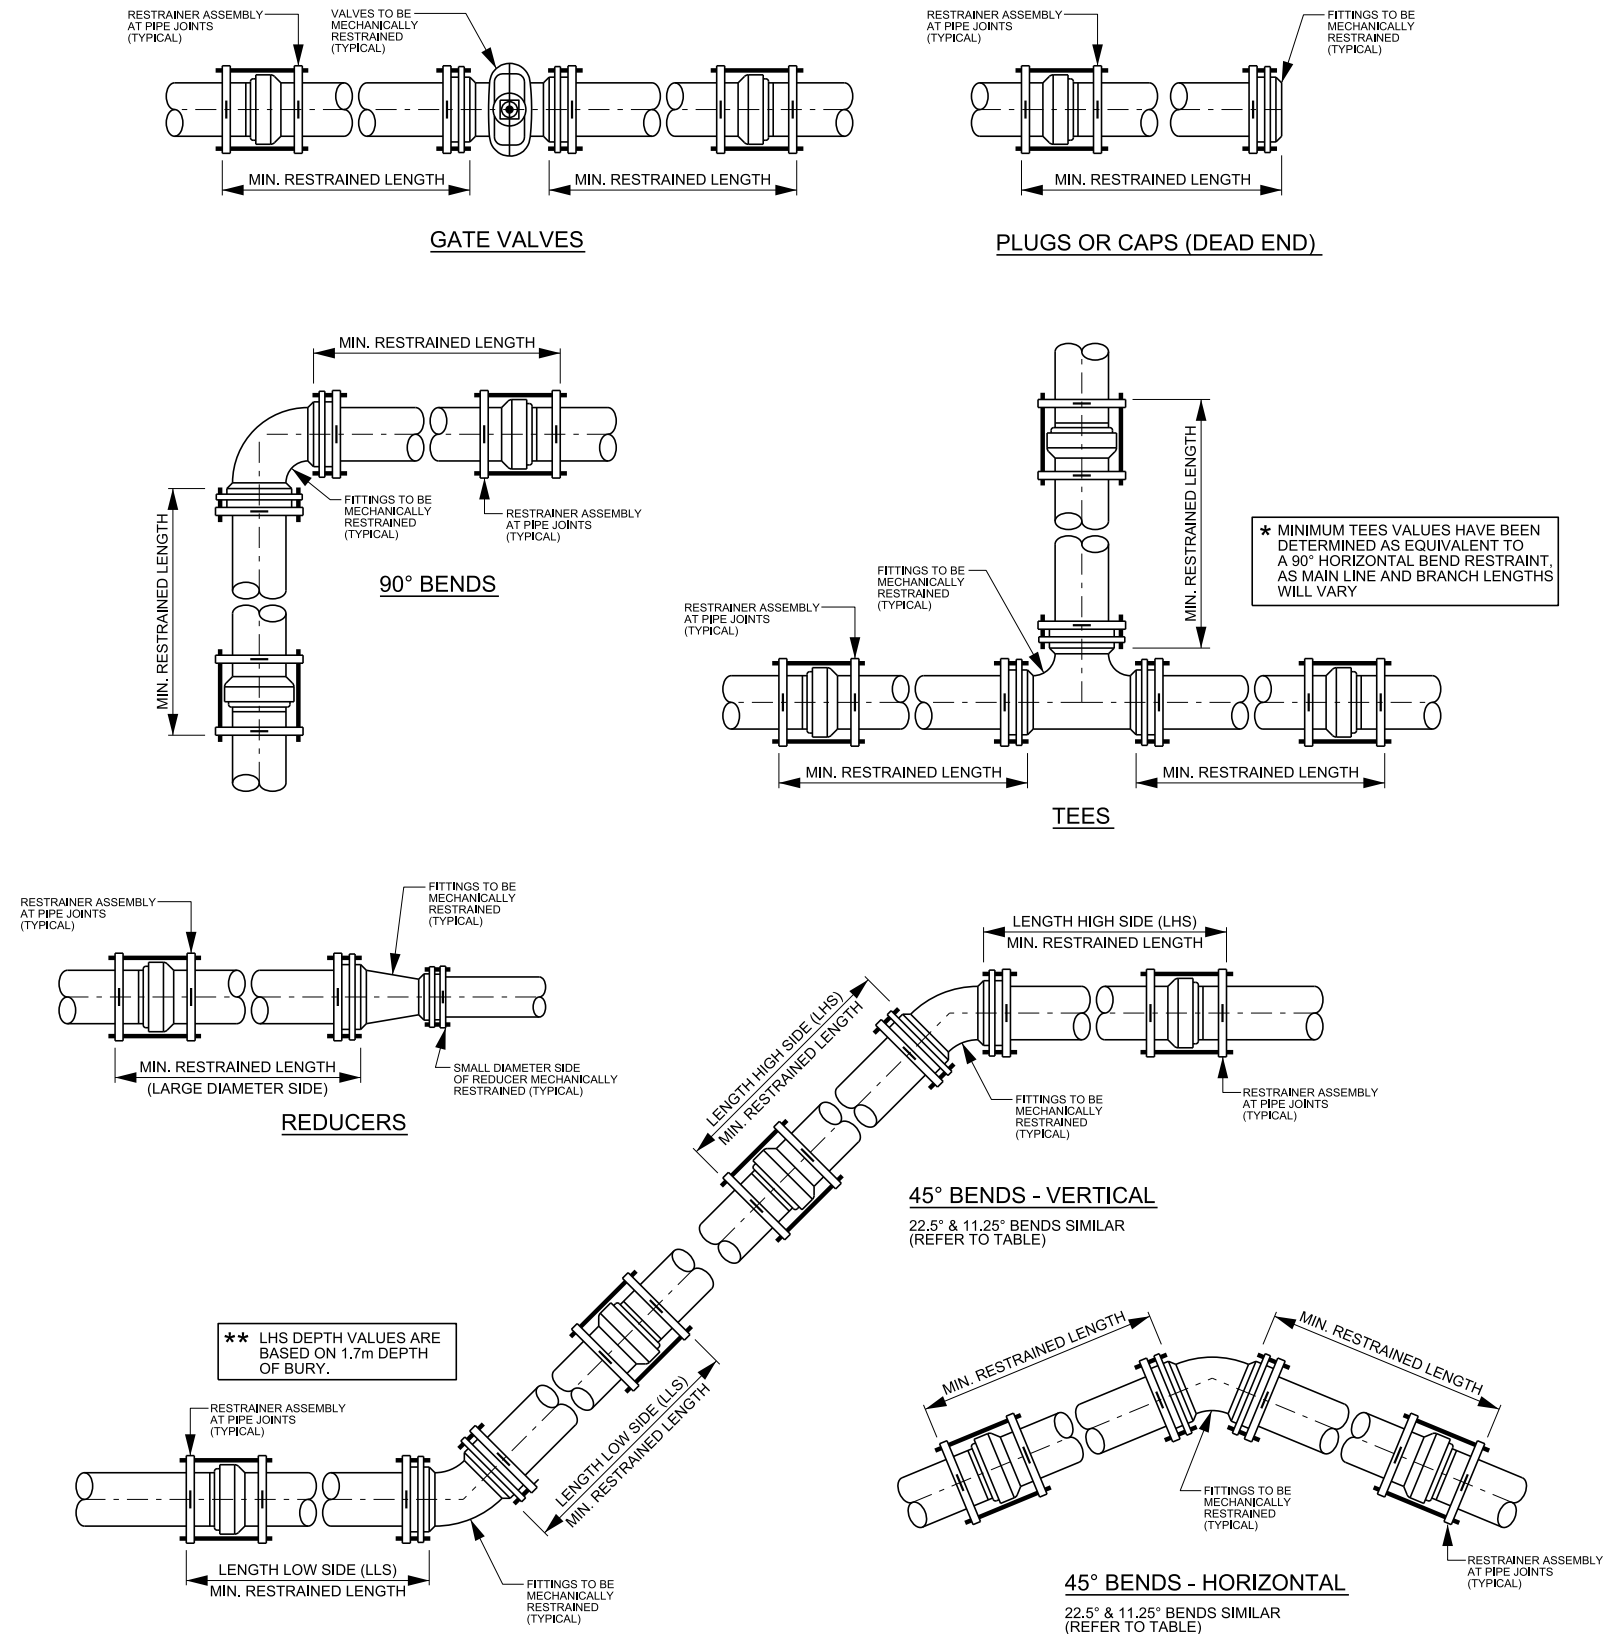 RESTRAINER ASSEMBLY
AT PIPE JOINTS
(TYPICAL)
VALVES TO BE
MECHANICALLY
RESTRAINED
(TYPICAL)
MIN. RESTRAINED LENGTH
MIN. RESTRAINED LENGTH
GATE VALVES
RESTRAINER ASSEMBLY
AT PIPE JOINTS
(TYPICAL)
FITTINGS TO BE
MECHANICALLY
RESTRAINED
(TYPICAL)
MIN. RESTRAINED LENGTH
PLUGS OR CAPS (DEAD END)
MIN. RESTRAINED LENGTH
MIN. RESTRAINED LENGTH
FITTINGS TO BE
MECHANICALLY
RESTRAINED
(TYPICAL)
RESTRAINER ASSEMBLY
AT PIPE JOINTS
(TYPICAL)
90° BENDS
MIN. RESTRAINED LENGTH
* MINIMUM TEES VALUES HAVE BEEN
DETERMINED AS EQUIVALENT TO
A 90° HORIZONTAL BEND RESTRAINT,
AS MAIN LINE AND BRANCH LENGTHS
WILL VARY
FITTINGS TO BE
MECHANICALLY
RESTRAINED
(TYPICAL)
RESTRAINER ASSEMBLY
AT PIPE JOINTS
(TYPICAL)
MIN. RESTRAINED LENGTH
MIN. RESTRAINED LENGTH
TEES
RESTRAINER ASSEMBLY
AT PIPE JOINTS
(TYPICAL)
FITTINGS TO BE
MECHANICALLY
RESTRAINED
(TYPICAL)
MIN. RESTRAINED LENGTH
(LARGE DIAMETER SIDE)
SMALL DIAMETER SIDE
OF REDUCER MECHANICALLY
RESTRAINED (TYPICAL)
REDUCERS
LENGTH HIGH SIDE (LHS)
MIN. RESTRAINED LENGTH
LENGTH HIGH SIDE (LHS)
MIN. RESTRAINED LENGTH
FITTINGS TO BE
MECHANICALLY
RESTRAINED
(TYPICAL)
RESTRAINER ASSEMBLY
AT PIPE JOINTS
(TYPICAL)
45° BENDS - VERTICAL
22.5° & 11.25° BENDS SIMILAR
(REFER TO TABLE)
** LHS DEPTH VALUES ARE
BASED ON 1.7m DEPTH
OF BURY.
RESTRAINER ASSEMBLY
AT PIPE JOINTS
(TYPICAL)
LENGTH LOW SIDE (LLS)
MIN. RESTRAINED LENGTH
LENGTH LOW SIDE (LLS)
MIN. RESTRAINED LENGTH
FITTINGS TO BE
MECHANICALLY
RESTRAINED
(TYPICAL)
MIN. RESTRAINED LENGTH
MIN. RESTRAINED LENGTH
FITTINGS TO BE
MECHANICALLY
RESTRAINED
(TYPICAL)
RESTRAINER ASSEMBLY
AT PIPE JOINTS
(TYPICAL)
45° BENDS - HORIZONTAL
22.5° & 11.25° BENDS SIMILAR
(REFER TO TABLE)